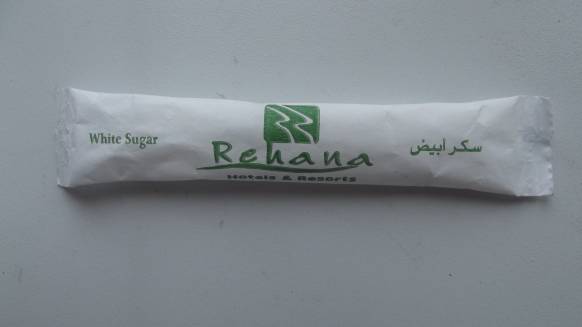 White Sugar
Rehana
Hotels & Resorts
سكر ابيض